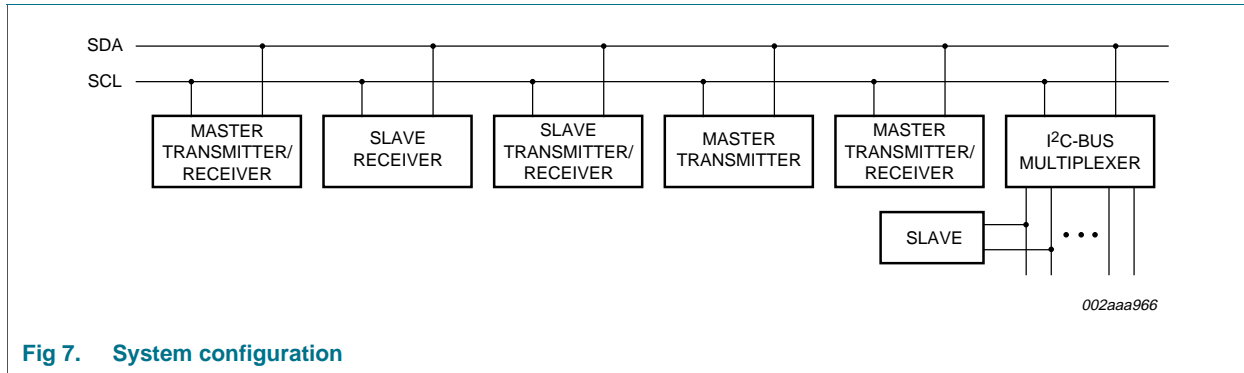 SDA
SCL
MASTER
TRANSMITTER/
RECEIVER
SLAVE
RECEIVER
SLAVE
TRANSMITTER/
RECEIVER
MASTER
TRANSMITTER
MASTER
TRANSMITTER/
RECEIVER
I²C-BUS
MULTIPLEXER
SLAVE
002aaa966
Fig 7. System configuration